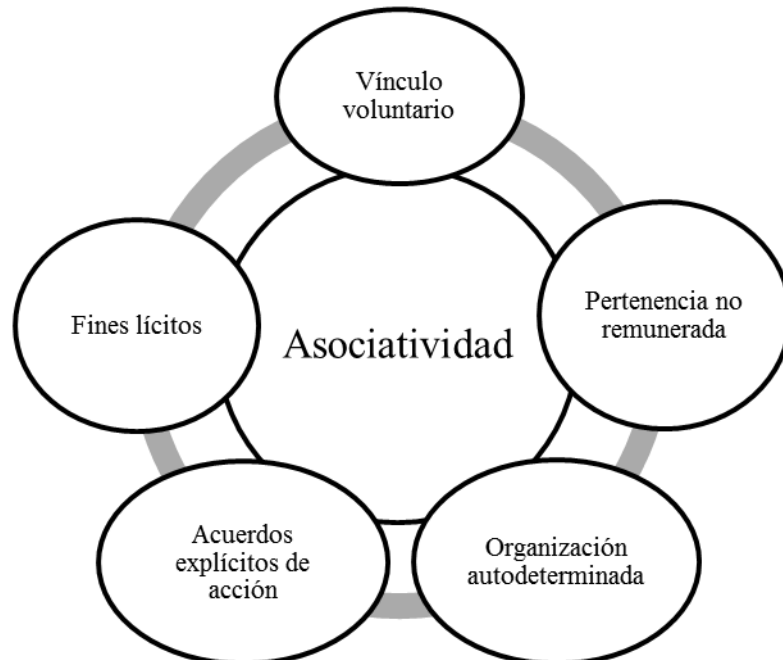 Vínculo
voluntario
Pertenencia no
remunerada
Organización
autodeterminada
Acuerdos
explícitos de
acción
Fines lícitos
Asociatividad